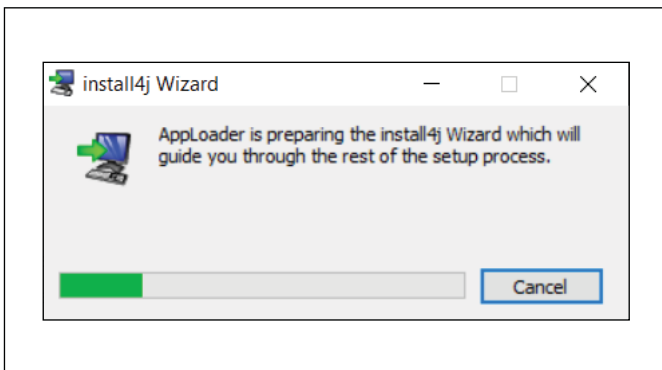 install4j Wizard
AppLoader is preparing the install4j Wizard which will
guide you through the rest of the setup process.
Cancel